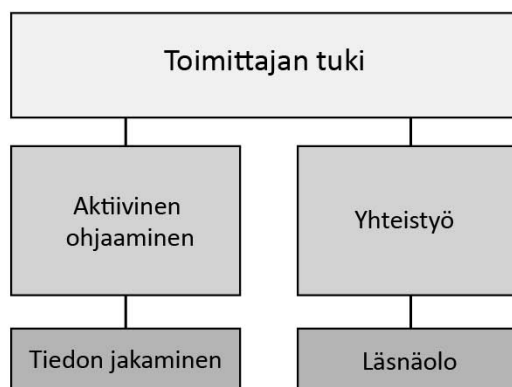 Toimittajan tuki
Aktiivinen
ohjaaminen
Yhteistyö
Tiedon jakaminen
Läsnäolo